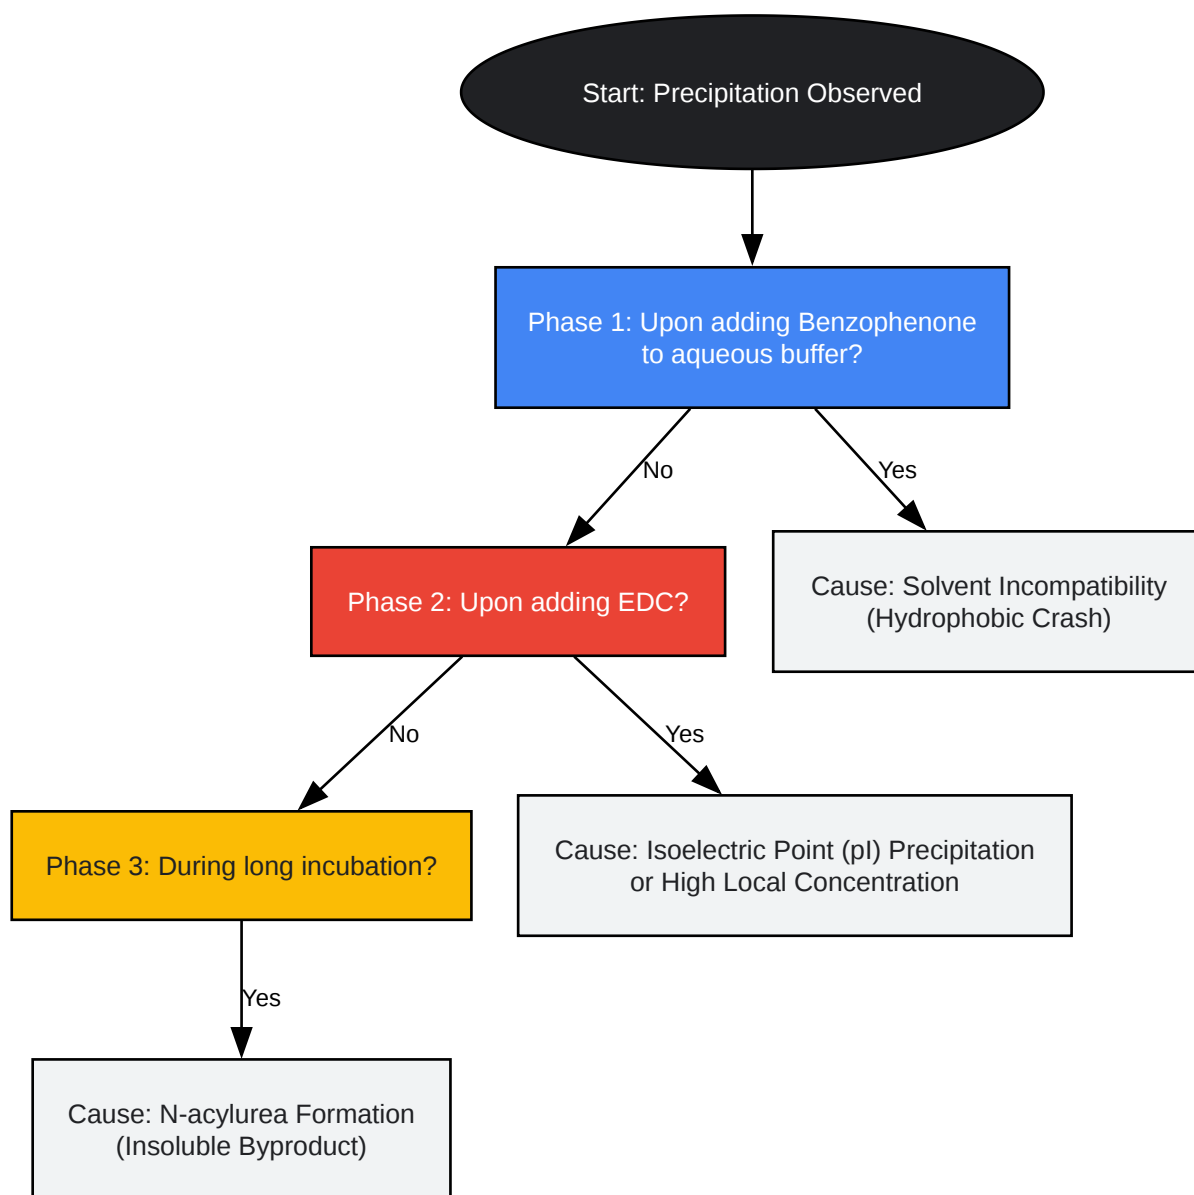 Start: Precipitation Observed
Phase 1: Upon adding Benzophenone
to aqueous buffer?
No
Yes
Phase 2: Upon adding EDC?
Cause: Solvent Incompatibility
(Hydrophobic Crash)
No
Yes
Phase 3: During long incubation?
Cause: Isoelectric Point (pI) Precipitation
or High Local Concentration
Yes
Cause: N-acylurea Formation
(Insoluble Byproduct)